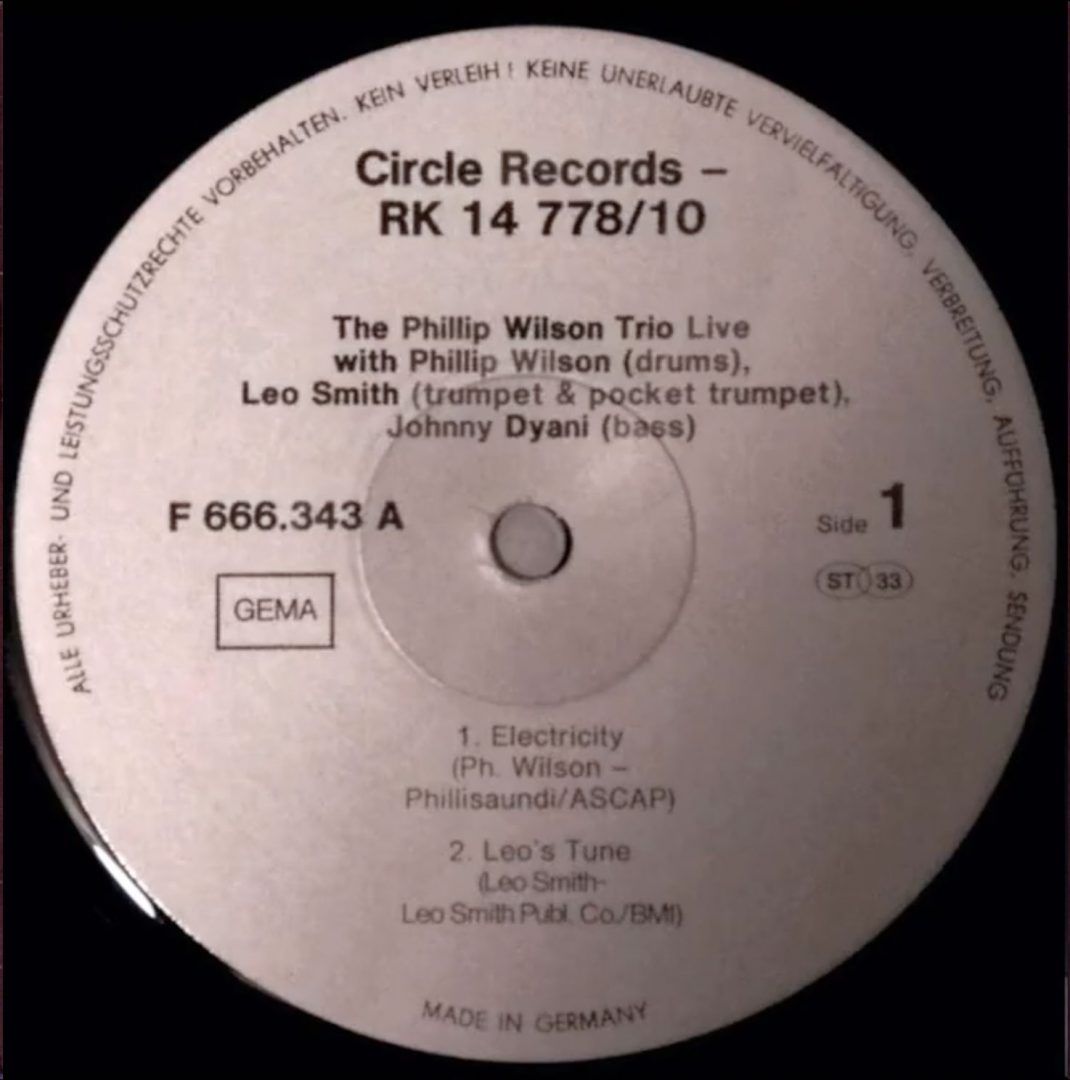 ALLE URHEBER- UND LEISTUNGSSCHUTZRECHTE VORBEHALTEN. KEIN VERLEIH! KEINE UNERLAUBTE VERVIELFÄLTIGUNG, VERBREITUNG, AUFFÜHRUNG, SENDUNG
Circle Records –
RK 14 778/10
The Phillip Wilson Trio Live
with Phillip Wilson (drums),
Leo Smith (trumpet & pocket trumpet),
Johnny Dyani (bass)
F 666.343 A
Side 1
GEMA
ST 33
1. Electricity
(Ph. Wilson –
Phillisaundi/ASCAP)
2. Leo's Tune
(Leo Smith-
Leo Smith Publ. Co./BMI)
MADE IN GERMANY